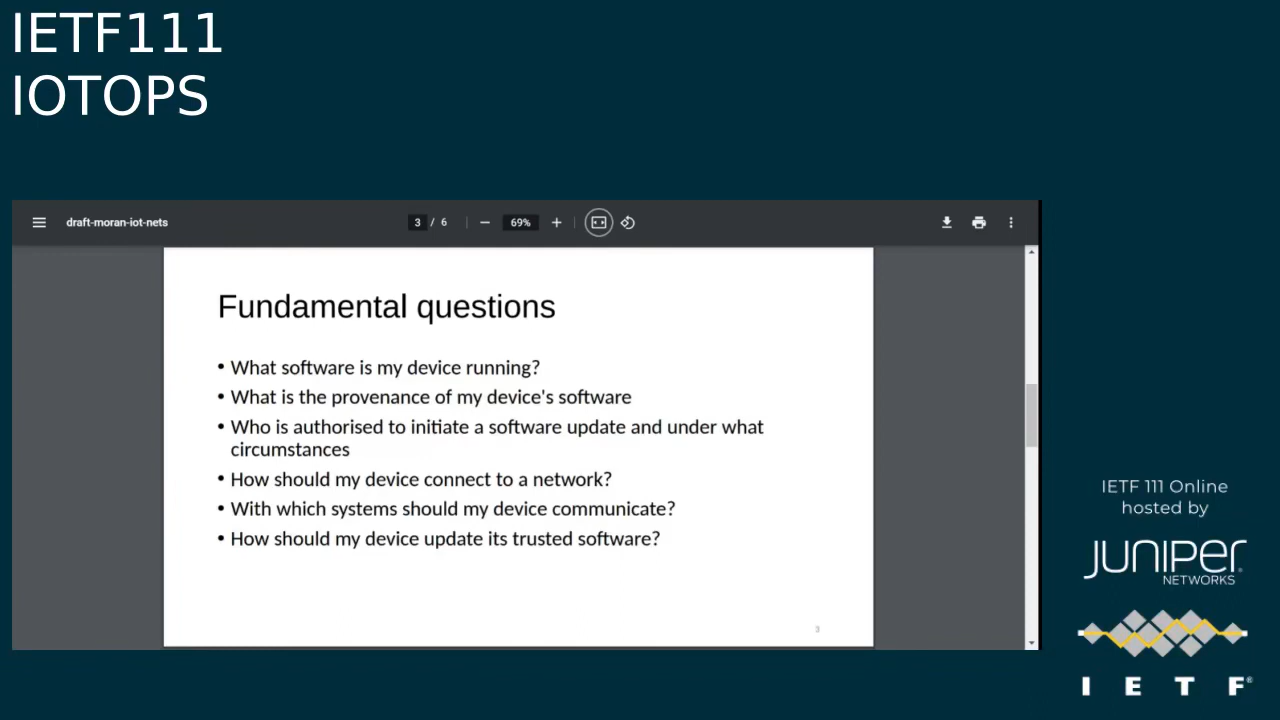 IETF111
IOTOPS
draft-moran-iot-nets
3 / 6
69%
Fundamental questions
• What software is my device running?
• What is the provenance of my device's software
• Who is authorised to initiate a software update and under what
circumstances
• How should my device connect to a network?
• With which systems should my device communicate?
• How should my device update its trusted software?
3
IETF 111 Online
hosted by
JUNIPER
NETWORKS
I E T F®